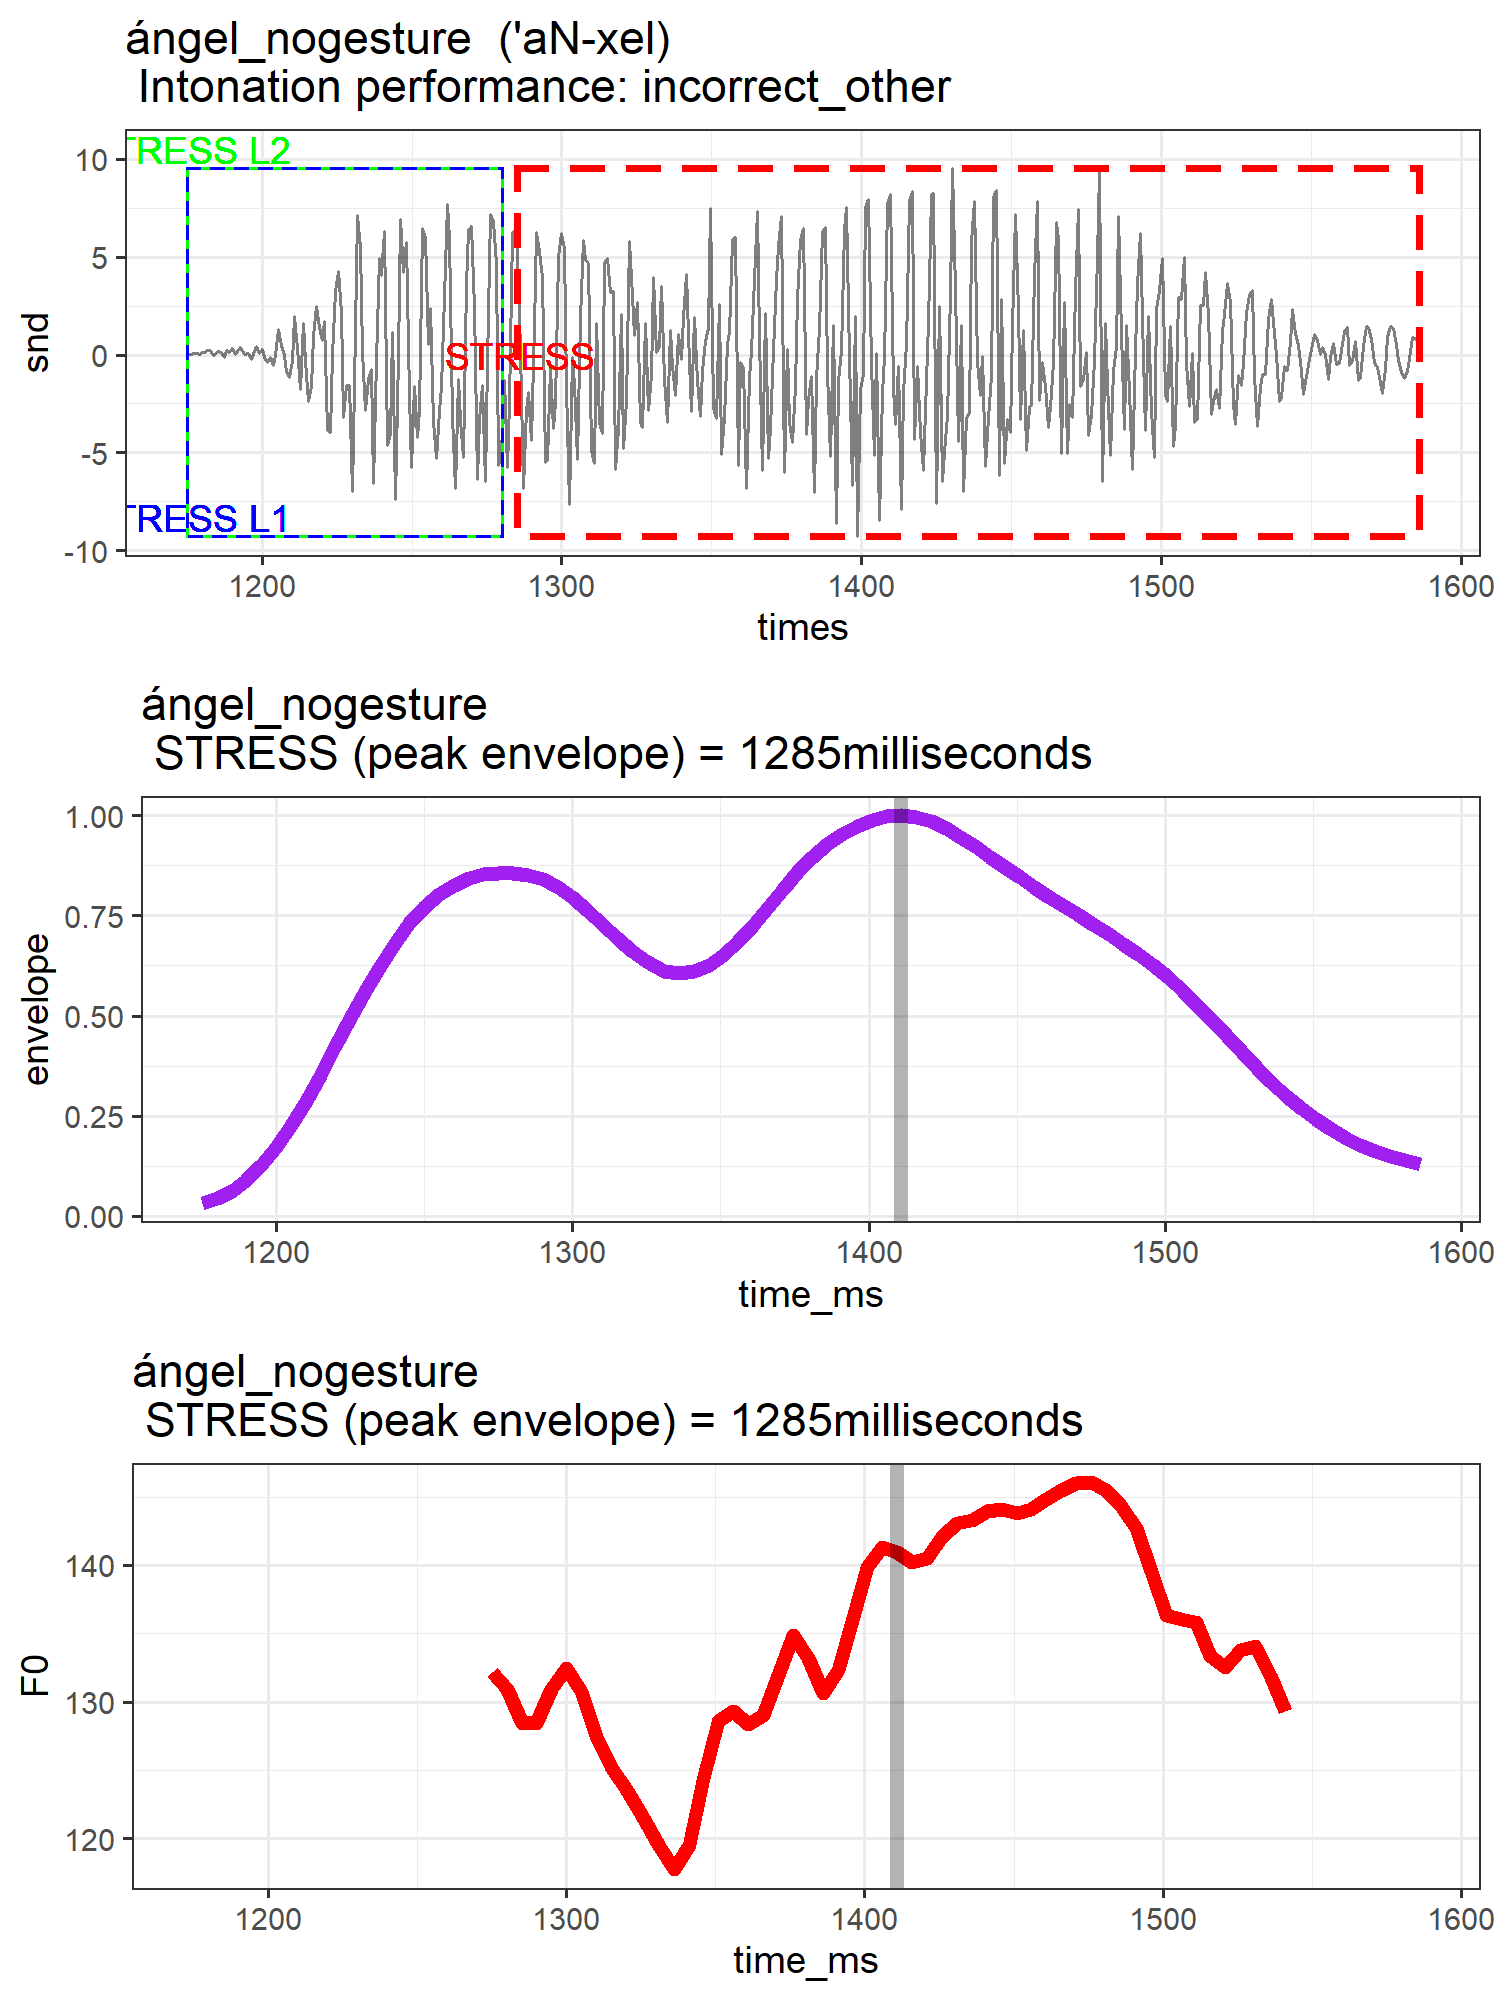 ángel_nogesture ('aN-xel)
Intonation performance: incorrect_other
TRESS L2
10
5
0
-5
-10
snd
STRESS
TRESS L1
1200 1300 1400 1500 1600
times
ángel_nogesture
STRESS (peak envelope) = 1285milliseconds
1.00
0.75
0.50
0.25
0.00
envelope
1200 1300 1400 1500 1600
time_ms
ángel_nogesture
STRESS (peak envelope) = 1285milliseconds
140
130
120
F0
1200 1300 1400 1500 1600
time_ms